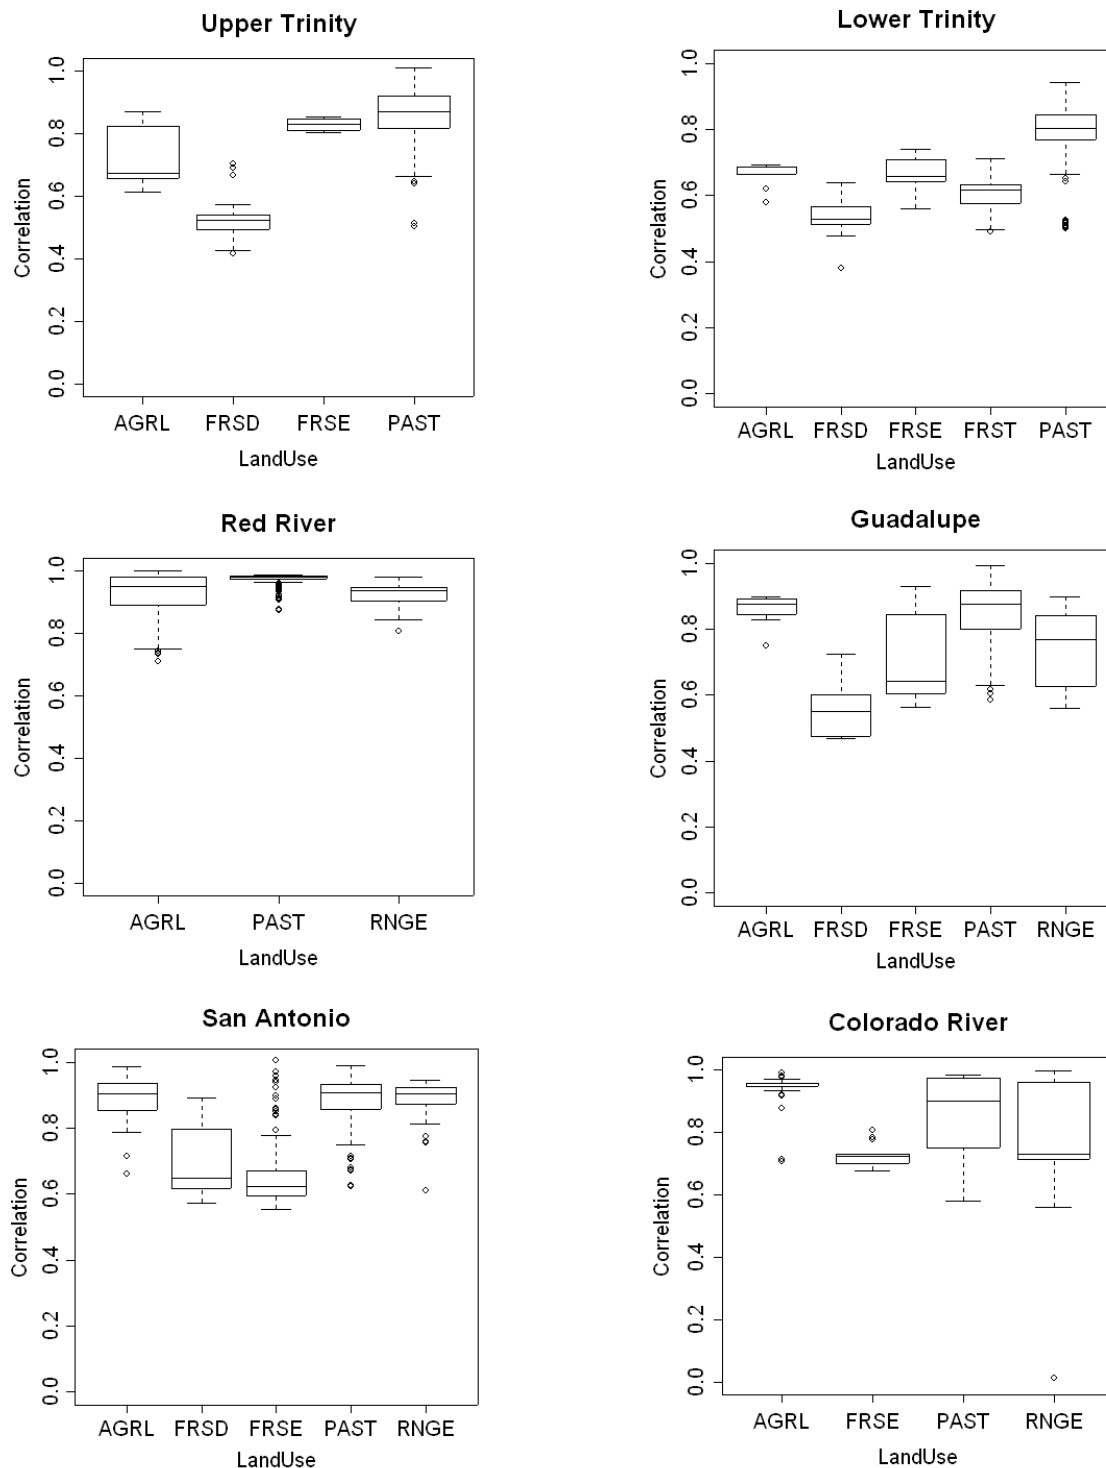 Upper Trinity
Correlation
1.0
0.8
0.6
0.4
0.2
0.0
AGRL FRSD FRSE PAST
LandUse
Lower Trinity
Correlation
1.0
0.8
0.6
0.4
0.2
0.0
AGRL FRSD FRSE FRST PAST
LandUse
Red River
Correlation
1.0
0.8
0.6
0.4
0.2
0.0
AGRL PAST RNGE
LandUse
Guadalupe
Correlation
1.0
0.8
0.6
0.4
0.2
0.0
AGRL FRSD FRSE PAST RNGE
LandUse
San Antonio
Correlation
1.0
0.8
0.6
0.4
0.2
0.0
AGRL FRSD FRSE PAST RNGE
LandUse
Colorado River
Correlation
1.0
0.8
0.6
0.4
0.2
0.0
AGRL FRSE PAST RNGE
LandUse